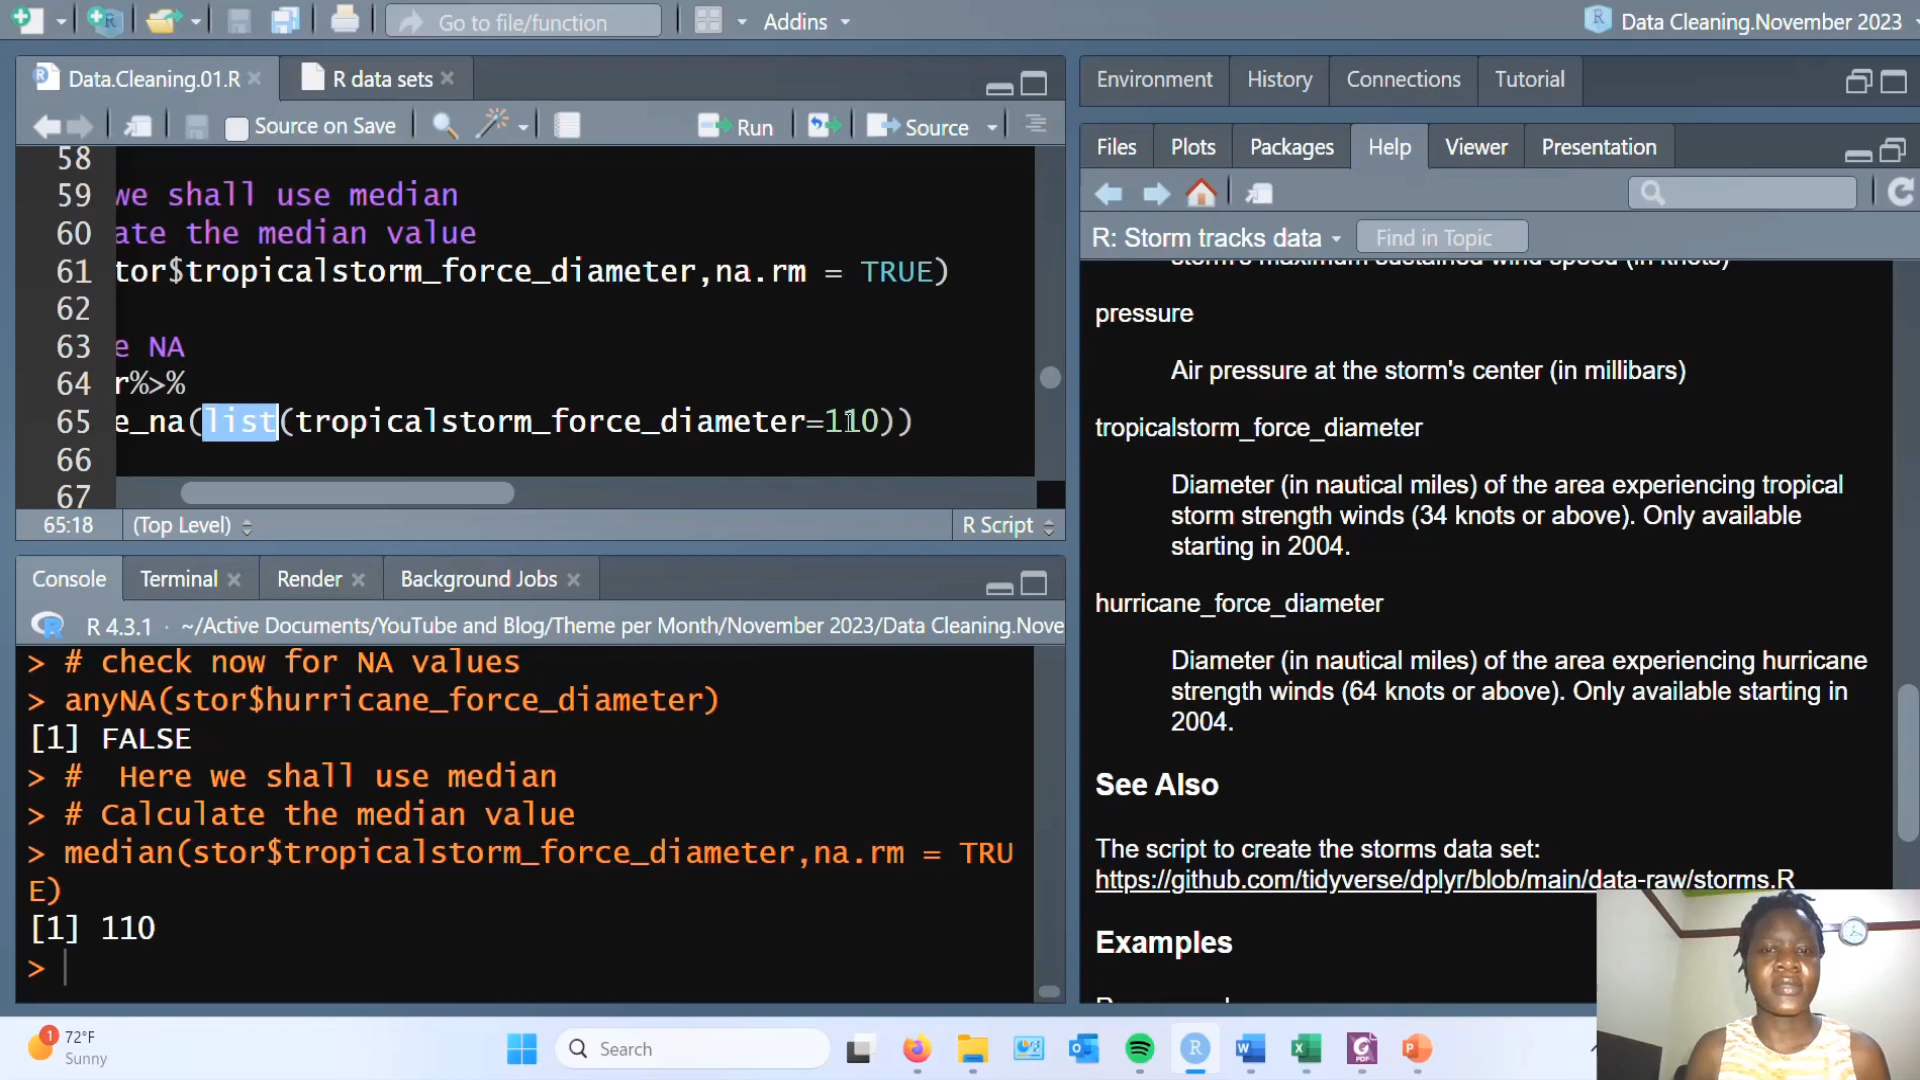 Go to file/function
Addins
Data Cleaning.November 2023
Data.Cleaning.01.R
R data sets
Source on Save
Run
Source
58
59 we shall use median
60 ate the median value
61 tor$tropicalstorm_force_diameter,na.rm = TRUE)
62
63 e NA
64 r%>%
65 e_na(list(tropicalstorm_force_diameter=110))
66
67
65:18
(Top Level)
R Script
Console
Terminal
Render
Background Jobs
R 4.3.1 · ~/Active Documents/YouTube and Blog/Theme per Month/November 2023/Data Cleaning.Nove
> # check now for NA values
> anyNA(stor$hurricane_force_diameter)
[1] FALSE
> #  Here we shall use median
> # Calculate the median value
> median(stor$tropicalstorm_force_diameter,na.rm = TRU
E)
[1] 110
>
Environment
History
Connections
Tutorial
Files
Plots
Packages
Help
Viewer
Presentation
R: Storm tracks data
Find in Topic
storm's maximum sustained wind speed (in knots)
pressure
Air pressure at the storm's center (in millibars)
tropicalstorm_force_diameter
Diameter (in nautical miles) of the area experiencing tropical
storm strength winds (34 knots or above). Only available
starting in 2004.
hurricane_force_diameter
Diameter (in nautical miles) of the area experiencing hurricane
strength winds (64 knots or above). Only available starting in
2004.
See Also
The script to create the storms data set:
https://github.com/tidyverse/dplyr/blob/main/data-raw/storms.R
Examples
1
72°F
Sunny
Search